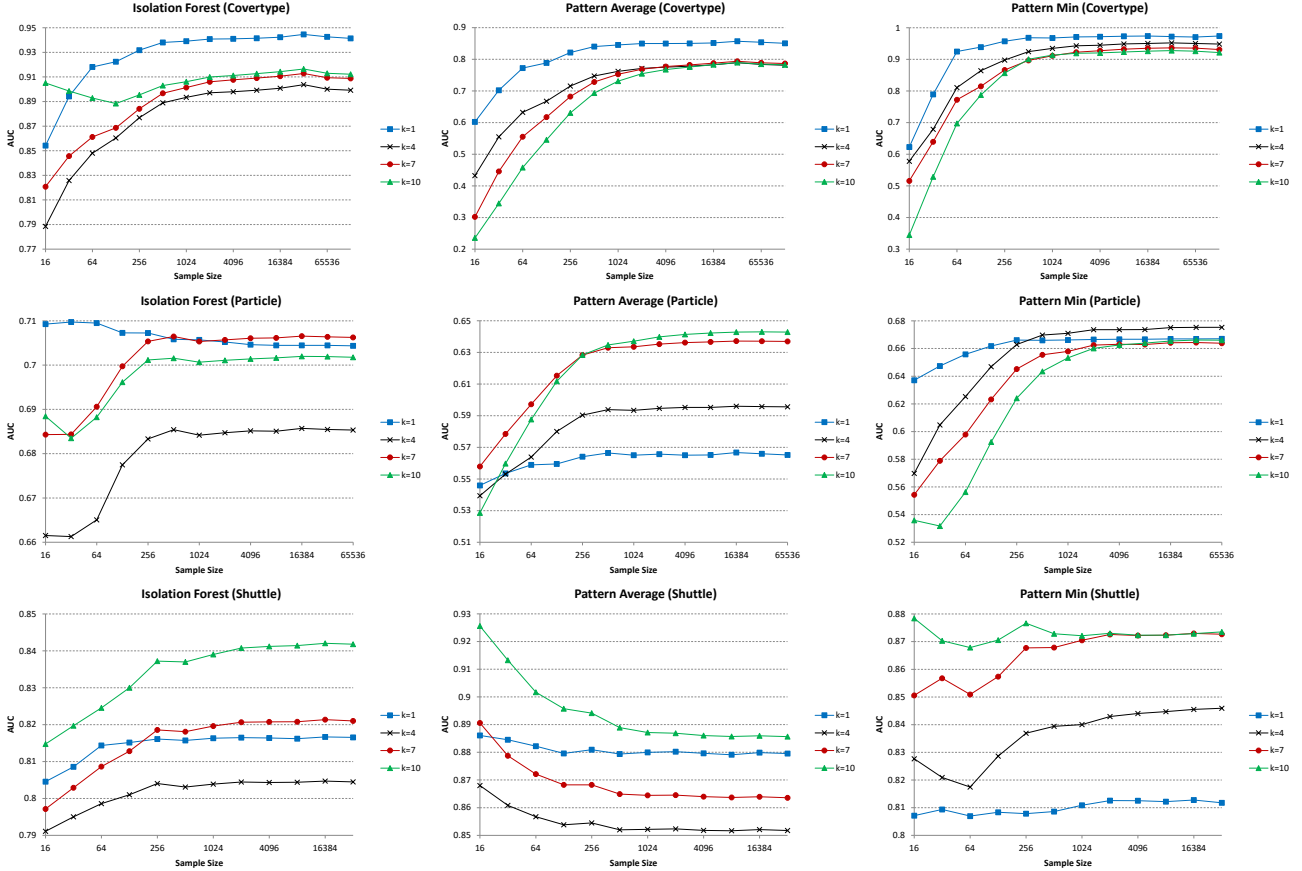 Isolation Forest (Covertype)
0.95
0.93
0.91
0.89
0.87
0.85
0.83
0.81
0.79
0.77
AUC
16
64
256
1024
4096
16384
65536
Sample Size
k=1
k=4
k=7
k=10
Pattern Average (Covertype)
0.9
0.8
0.7
0.6
0.5
0.4
0.3
0.2
AUC
16
64
256
1024
4096
16384
65536
Sample Size
k=1
k=4
k=7
k=10
Pattern Min (Covertype)
1
0.9
0.8
0.7
0.6
0.5
0.4
0.3
AUC
16
64
256
1024
4096
16384
65536
Sample Size
k=1
k=4
k=7
k=10
Isolation Forest (Particle)
0.71
0.7
0.69
0.68
0.67
0.66
AUC
16
64
256
1024
4096
16384
65536
Sample Size
k=1
k=4
k=7
k=10
Pattern Average (Particle)
0.65
0.63
0.61
0.59
0.57
0.55
0.53
0.51
AUC
16
64
256
1024
4096
16384
65536
Sample Size
k=1
k=4
k=7
k=10
Pattern Min (Particle)
0.68
0.66
0.64
0.62
0.6
0.58
0.56
0.54
0.52
AUC
16
64
256
1024
4096
16384
65536
Sample Size
k=1
k=4
k=7
k=10
Isolation Forest (Shuttle)
0.85
0.84
0.83
0.82
0.81
0.8
0.79
AUC
16
64
256
1024
4096
16384
Sample Size
k=1
k=4
k=7
k=10
Pattern Average (Shuttle)
0.93
0.92
0.91
0.9
0.89
0.88
0.87
0.86
0.85
AUC
16
64
256
1024
4096
16384
Sample Size
k=1
k=4
k=7
k=10
Pattern Min (Shuttle)
0.88
0.87
0.86
0.85
0.84
0.83
0.82
0.81
0.8
AUC
16
64
256
1024
4096
16384
Sample Size
k=1
k=4
k=7
k=10